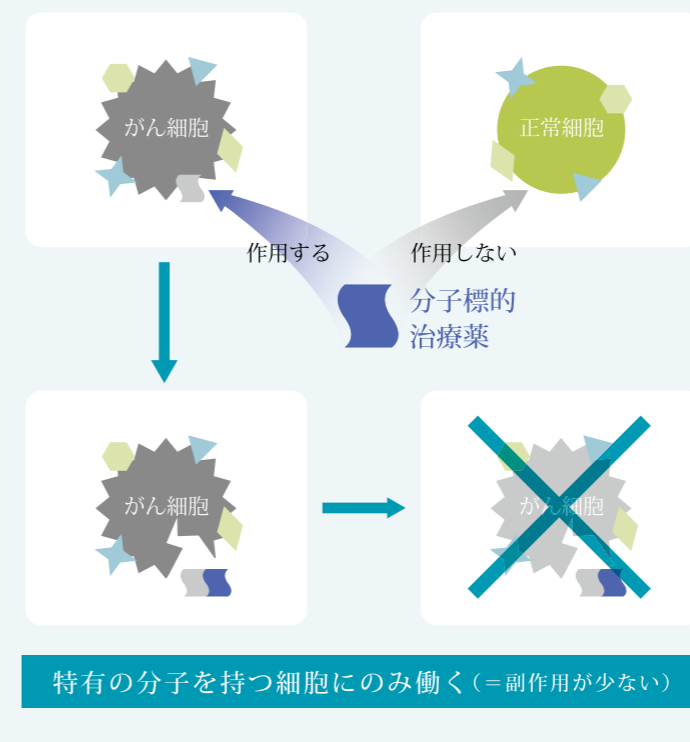 がん細胞
正常細胞
作用する
作用しない
分子標的
治療薬
がん細胞
がん細胞
特有の分子を持つ細胞にのみ働く（＝副作用が少ない）